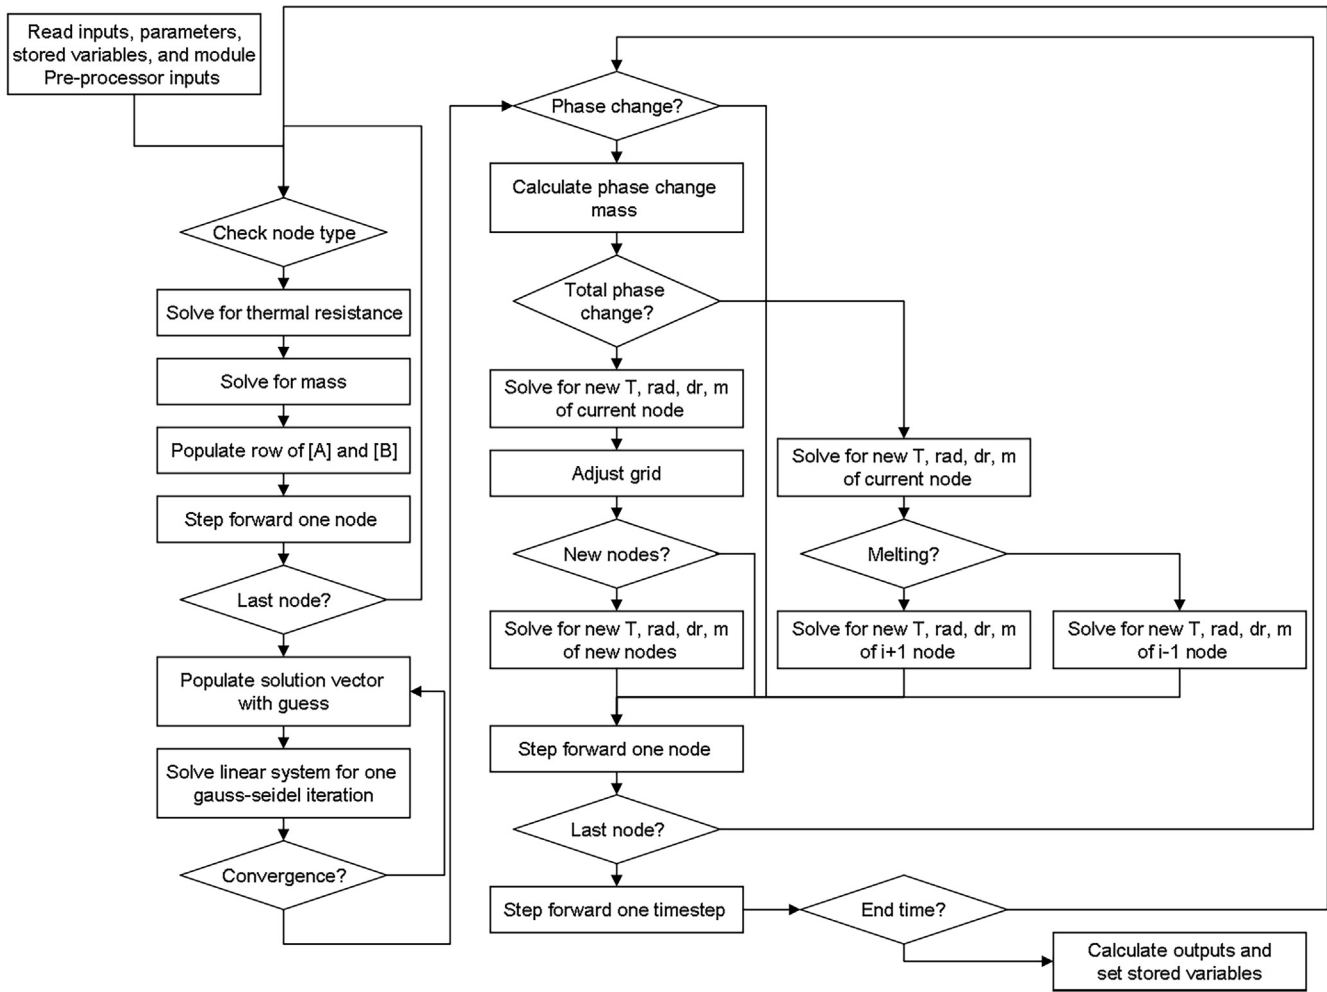 Read inputs, parameters,
stored variables, and module
Pre-processor inputs
Check node type
Solve for thermal resistance
Solve for mass
Populate row of [A] and [B]
Step forward one node
Last node?
Populate solution vector
with guess
Solve linear system for one
gauss-seidel iteration
Convergence?
Phase change?
Calculate phase change
mass
Total phase
change?
Solve for new T, rad, dr, m
of current node
Adjust grid
New nodes?
Solve for new T, rad, dr, m
of new nodes
Solve for new T, rad, dr, m
of current node
Melting?
Solve for new T, rad, dr, m
of i+1 node
Solve for new T, rad, dr, m
of i-1 node
Step forward one node
Last node?
Step forward one timestep
End time?
Calculate outputs and
set stored variables